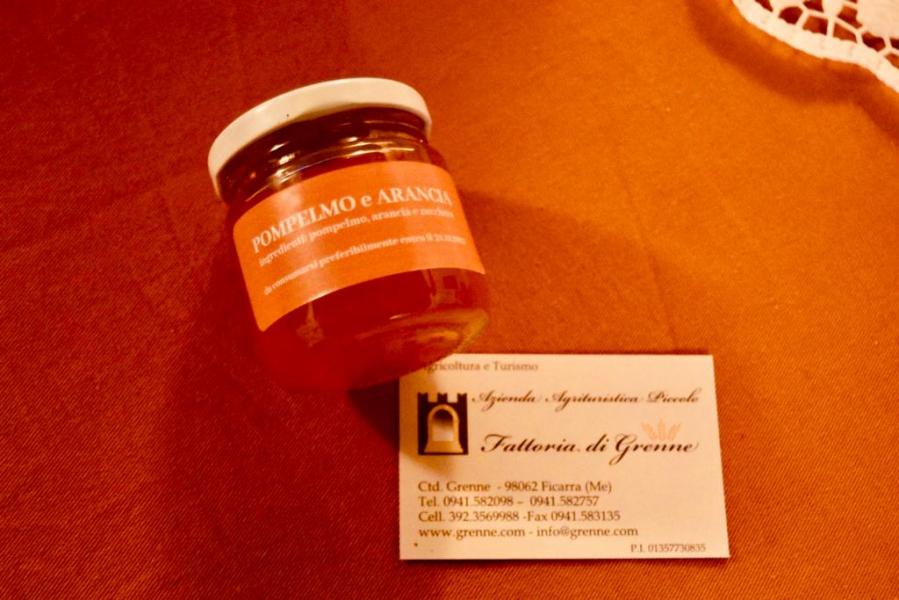 POMPELMO e ARANCIA
ingredienti: pompelmo, arancia e zucchero
da consumarsi preferibilmente entro il
Agricoltura e Turismo
Azienda Agrituristica Piccolo
Fattoria di Grenne
Ctd. Grenne - 98062 Ficarra (Me)
Tel. 0941.582098 - 0941.582757
Cell. 392.3569988 -Fax 0941.583135
www.grenne.com - info@grenne.com
P.I. 01357730835